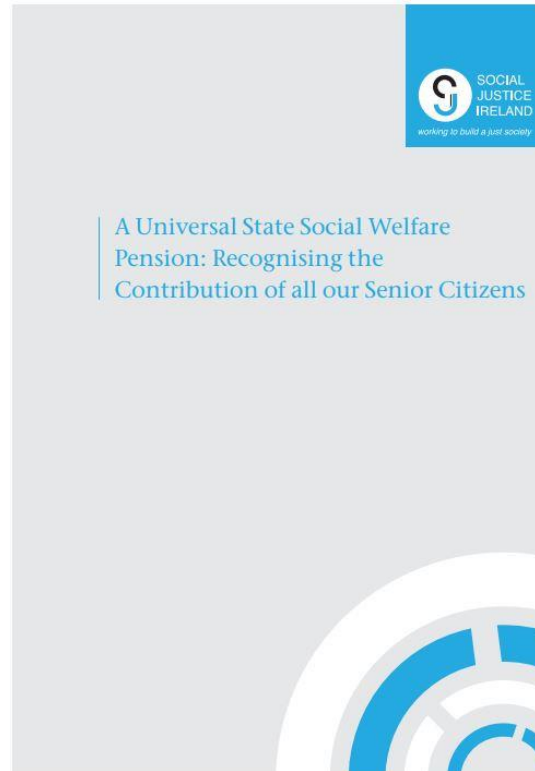 SOCIAL
JUSTICE
IRELAND
working to build a just society
A Universal State Social Welfare
Pension: Recognising the
Contribution of all our Senior Citizens